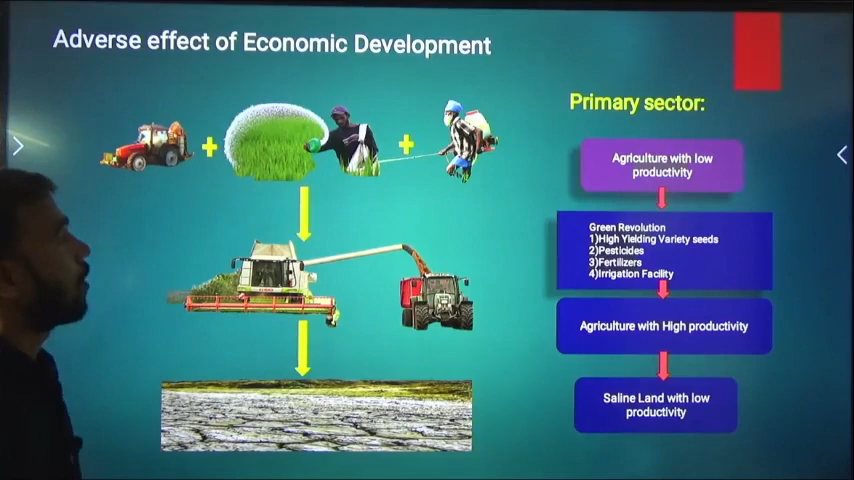 Adverse effect of Economic Development
Primary sector:
Agriculture with low
productivity
Green Revolution
1)High Yielding Variety seeds
2)Pesticides
3)Fertilizers
4)Irrigation Facility
Agriculture with High productivity
Saline Land with low
productivity